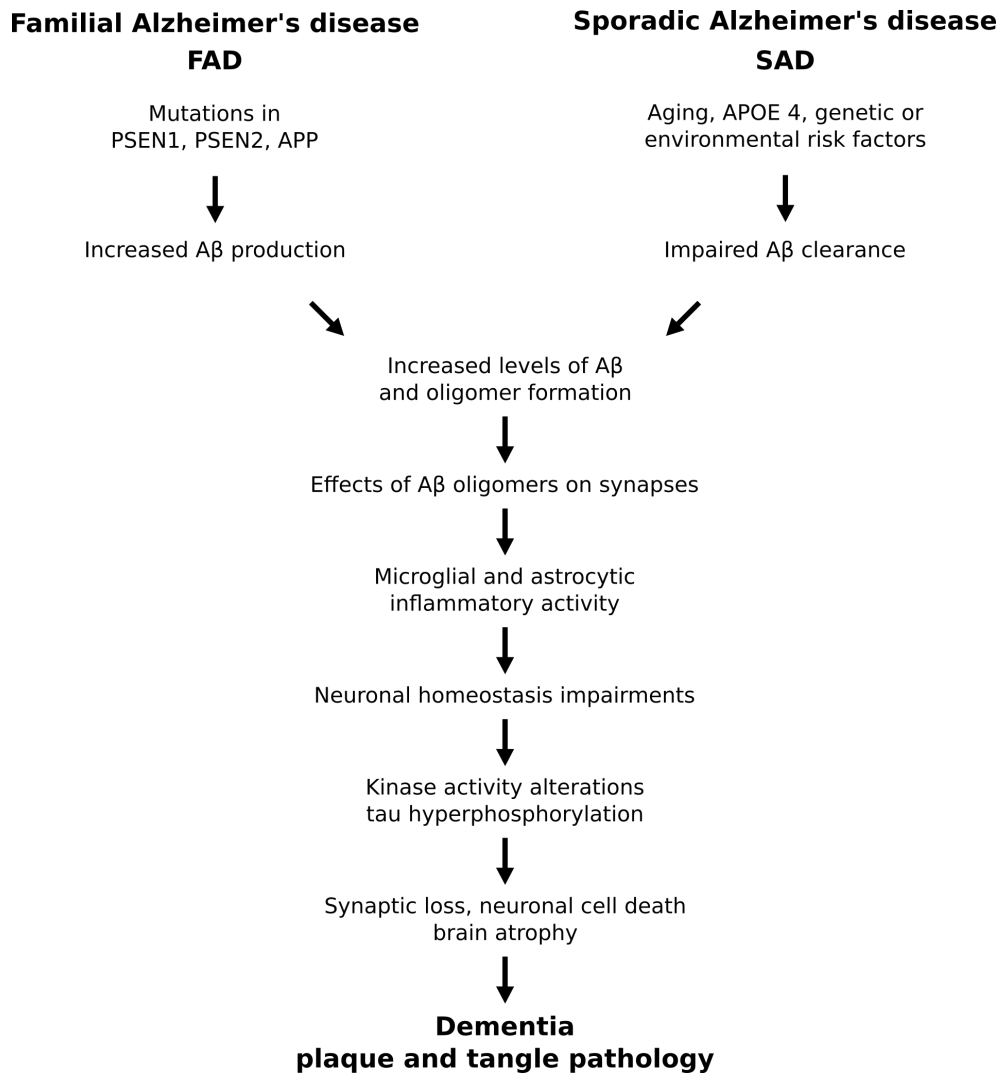 Familial Alzheimer's disease
FAD
Mutations in
PSEN1, PSEN2, APP
Increased Aβ production
Sporadic Alzheimer's disease
SAD
Aging, APOE 4, genetic or
environmental risk factors
Impaired Aβ clearance
Increased levels of Aβ
and oligomer formation
Effects of Aβ oligomers on synapses
Microglial and astrocytic
inflammatory activity
Neuronal homeostasis impairments
Kinase activity alterations
tau hyperphosphorylation
Synaptic loss, neuronal cell death
brain atrophy
Dementia
plaque and tangle pathology